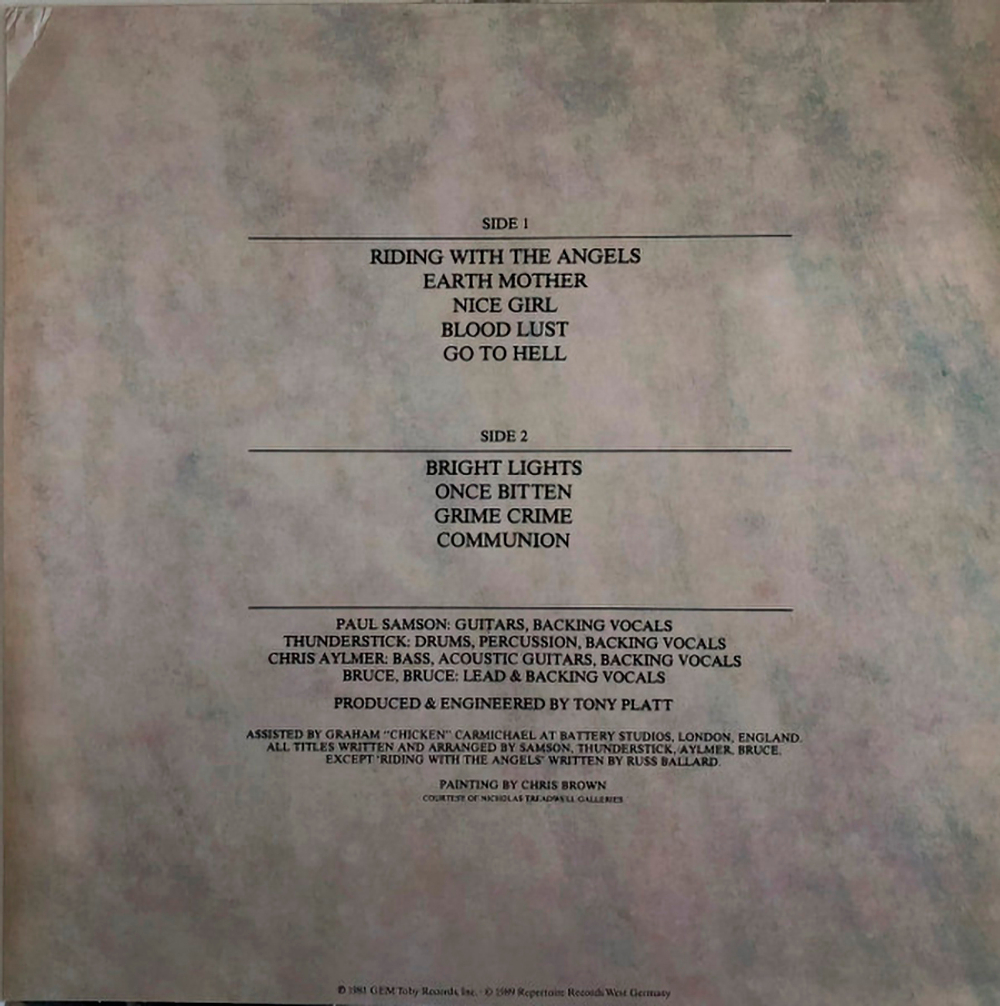 SIDE 1
RIDING WITH THE ANGELS
EARTH MOTHER
NICE GIRL
BLOOD LUST
GO TO HELL
SIDE 2
BRIGHT LIGHTS
ONCE BITTEN
GRIME CRIME
COMMUNION
PAUL SAMSON: GUITARS, BACKING VOCALS
THUNDERSTICK: DRUMS, PERCUSSION, BACKING VOCALS
CHRIS AYLMER: BASS, ACOUSTIC GUITARS, BACKING VOCALS
BRUCE, BRUCE: LEAD & BACKING VOCALS
PRODUCED & ENGINEERED BY TONY PLATT
ASSISTED BY GRAHAM "CHICKEN" CARMICHAEL AT BATTERY STUDIOS, LONDON, ENGLAND.
ALL TITLES WRITTEN AND ARRANGED BY SAMSON, THUNDERSTICK, AYLMER, BRUCE.
EXCEPT 'RIDING WITH THE ANGELS' WRITTEN BY RUSS BALLARD.
PAINTING BY CHRIS BROWN
COURTESY OF NICHOLAS TREADWELL GALLERIES
℗ 1981 GEM Toby Records, Inc. · © 1989 Repertoire Records West Germany